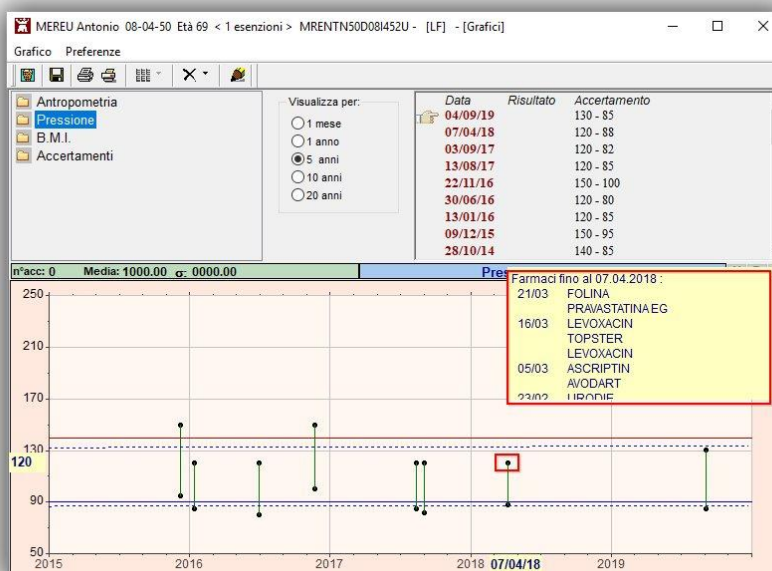 MEREU Antonio 08-04-50 Età 69 < 1 esenzioni > MRENTN50D08I452U - [LF] - [Grafici]
Grafico Preferenze
Antropometria
Pressione
B.M.I.
Accertamenti
Visualizza per:
1 mese
1 anno
5 anni
10 anni
20 anni
Data Risultato Accertamento
04/09/19 130 - 85
07/04/18 120 - 88
03/09/17 120 - 82
13/08/17 120 - 85
22/11/16 150 - 100
30/06/16 120 - 80
13/01/16 120 - 85
09/12/15 150 - 95
28/10/14 140 - 85
n°acc: 0 Media: 1000.00 σ: 0000.00
Pres
Farmaci fino al 07.04.2018 :
21/03 FOLINA
PRAVASTATINA EG
16/03 LEVOXACIN
TOPSTER
LEVOXACIN
05/03 ASCRIPTIN
AVODART
23/02 URODIE
250
210
170
130
120
90
50
2015 2016 2017 2018 07/04/18 2019